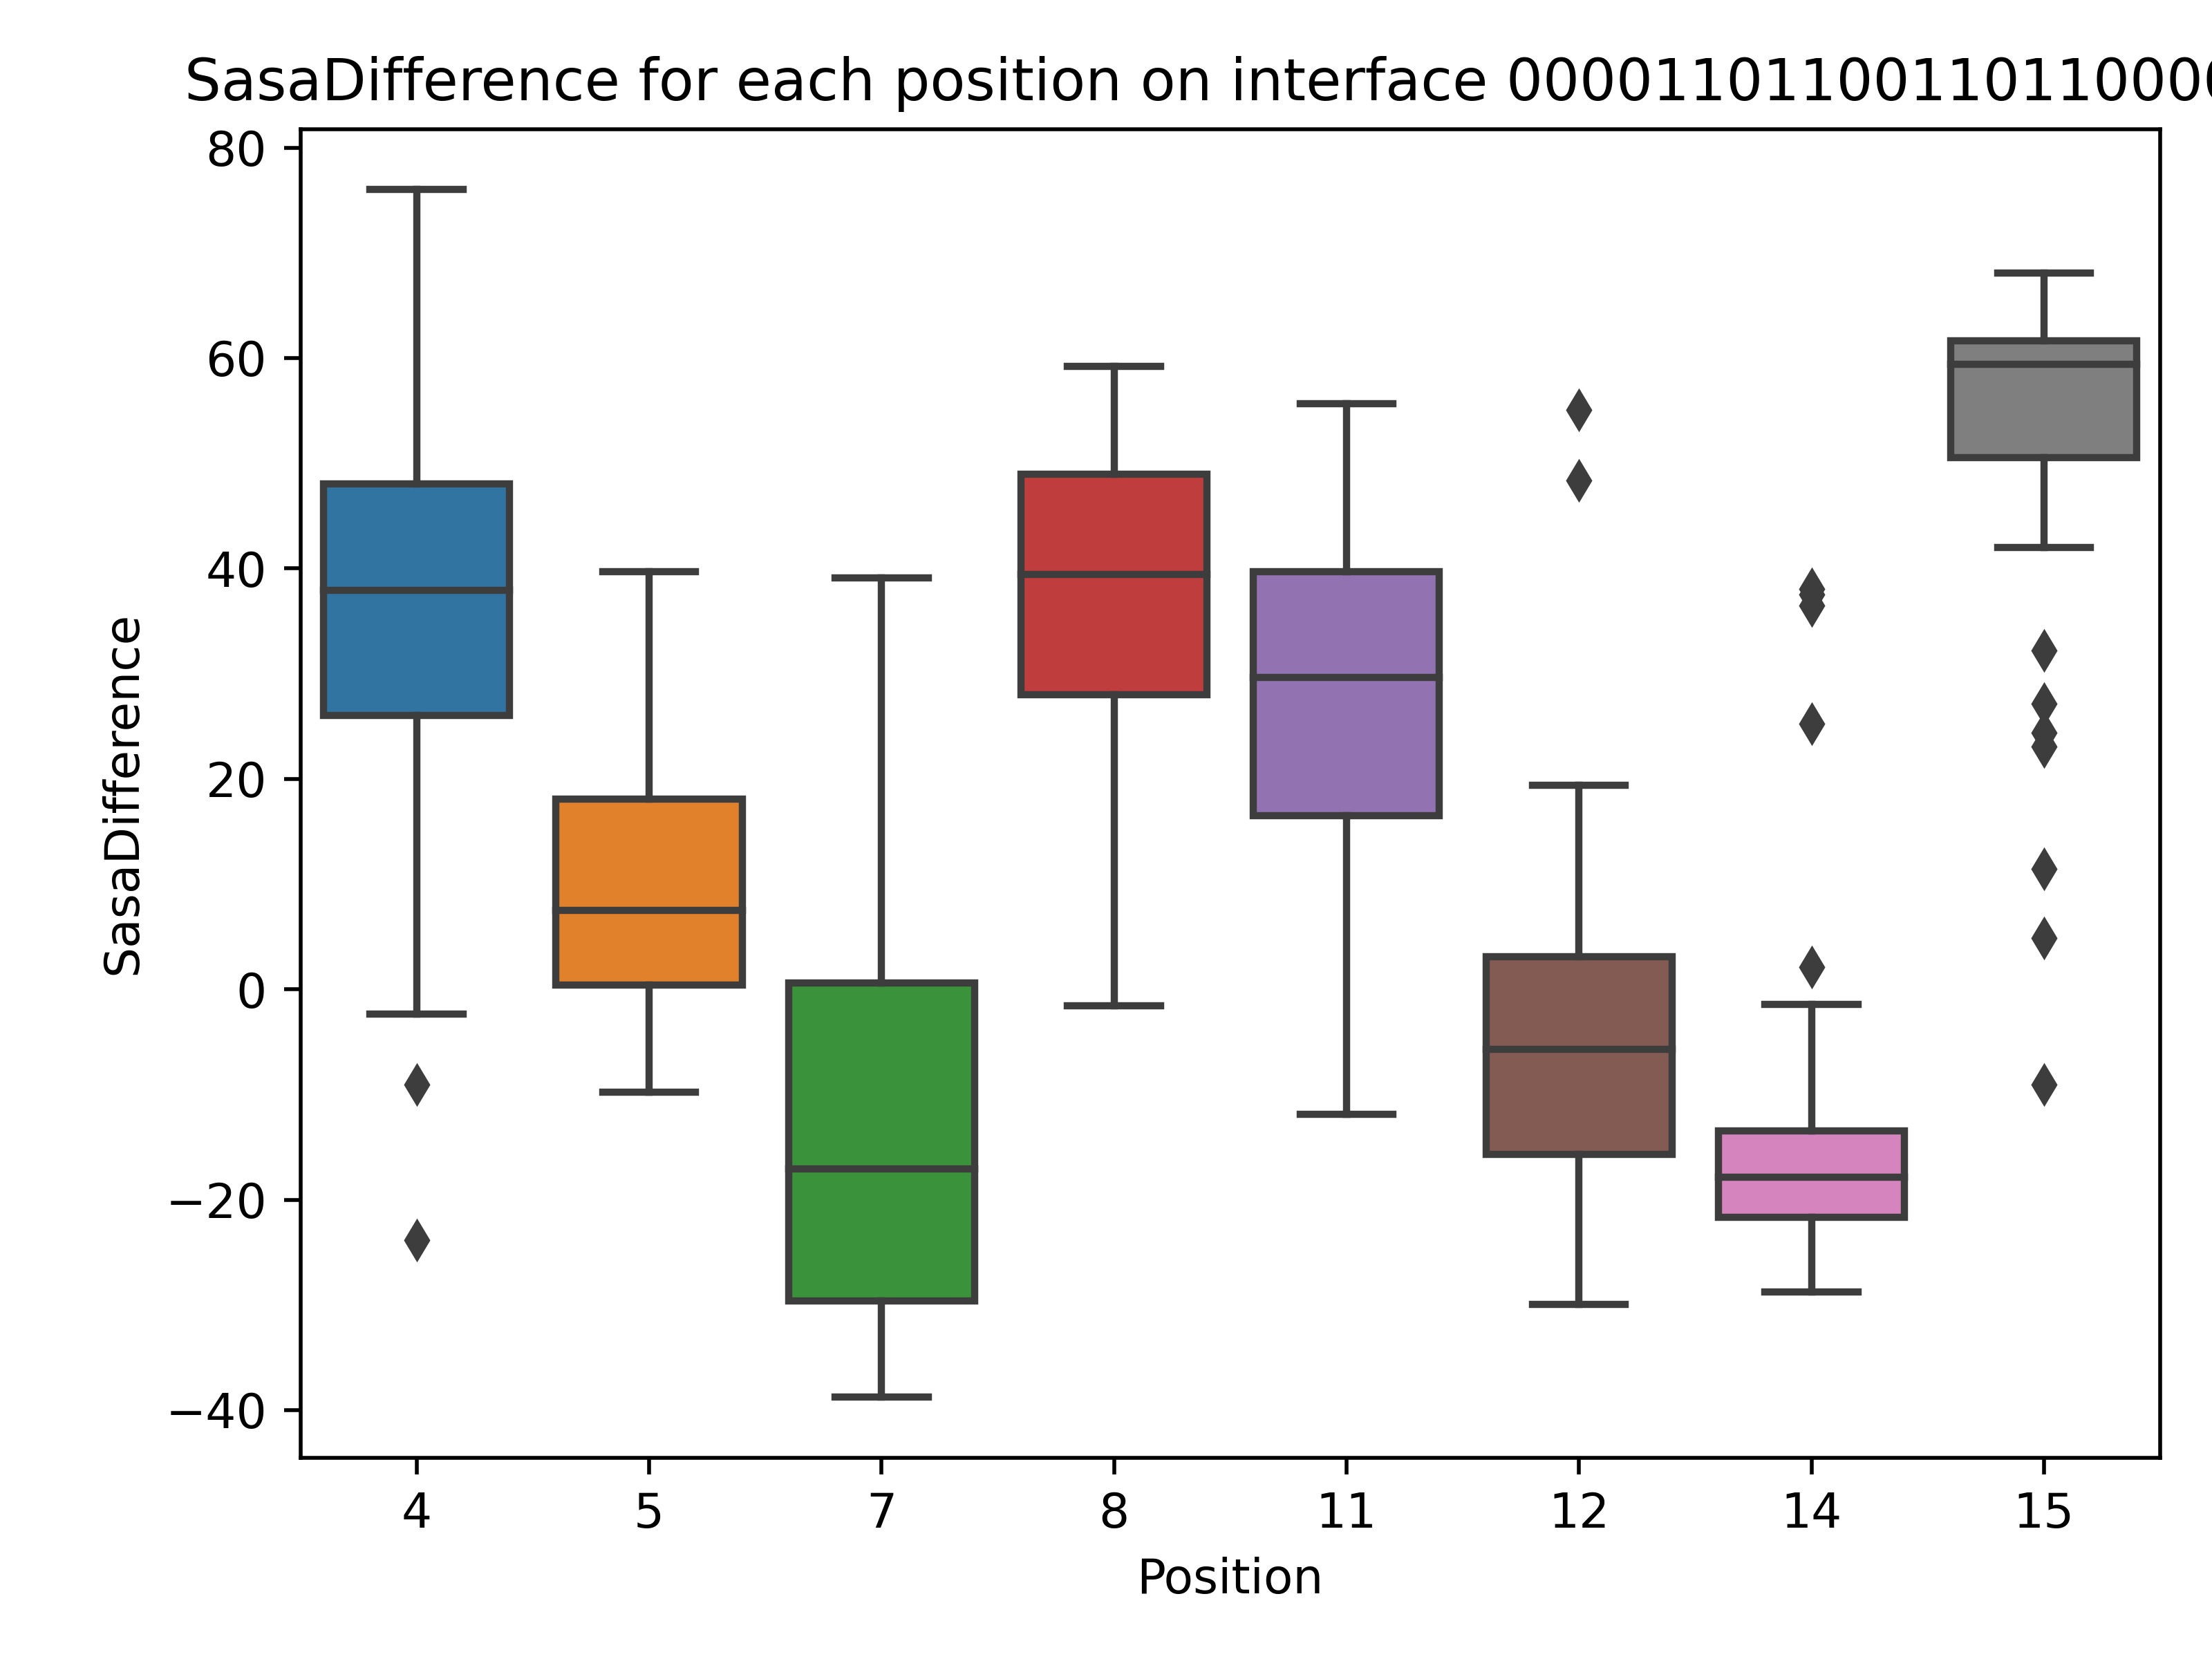 SasaDifference for each position on interface 0000110110011011000
80
60
40
20
0
−20
−40
SasaDifference
4 5 7 8 11 12 14 15
Position